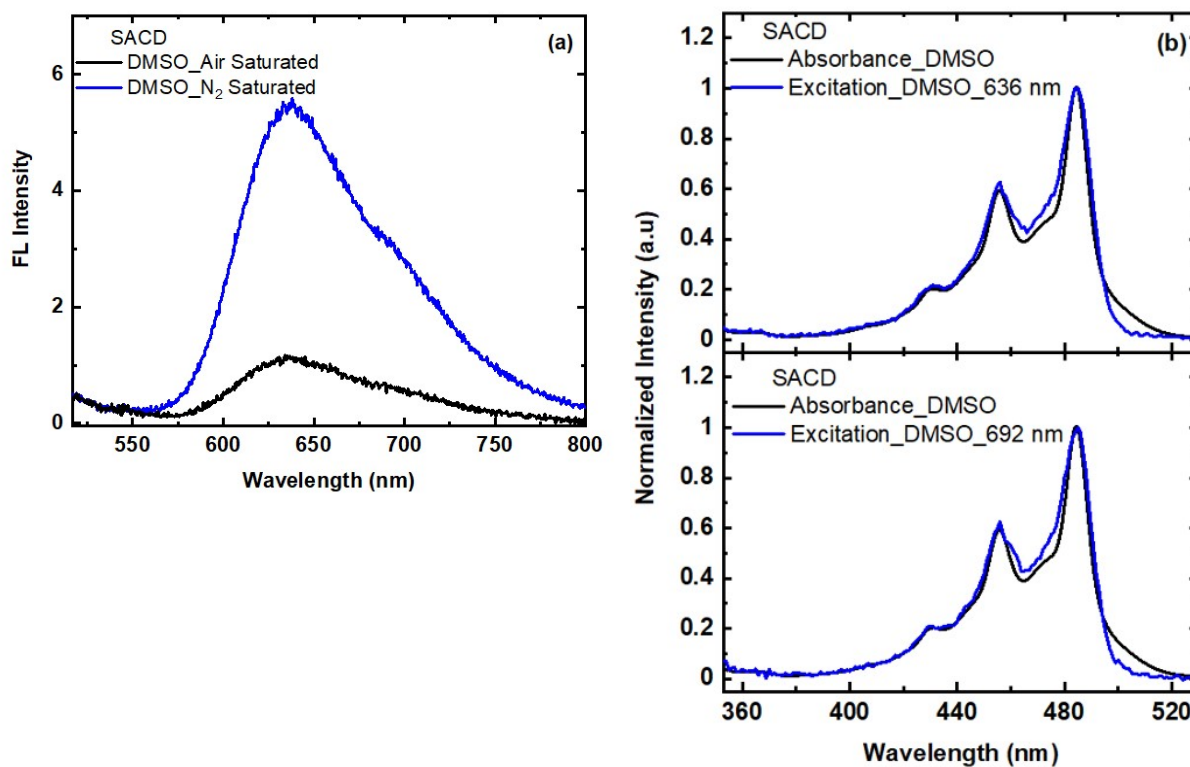 SACD
(a)
DMSO_Air Saturated
DMSO_N₂ Saturated
6
4
2
0
FL Intensity
550 600 650 700 750 800
Wavelength (nm)
SACD
(b)
Absorbance_DMSO
Excitation_DMSO_636 nm
1.2
1
0.8
0.6
0.4
0.2
0
SACD
Absorbance_DMSO
Excitation_DMSO_692 nm
1.2
1
0.8
0.6
0.4
0.2
0
Normalized Intensity (a.u)
360 400 440 480 520
Wavelength (nm)